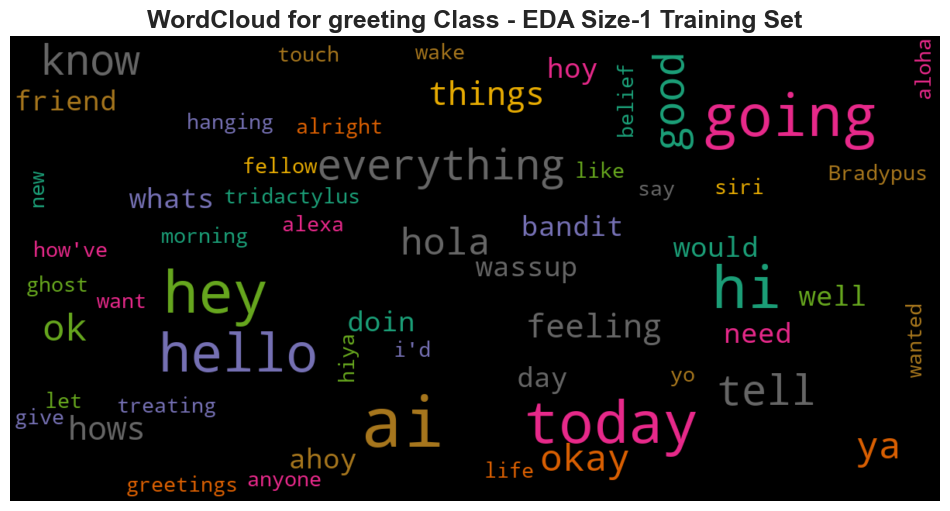 WordCloud for greeting Class - EDA Size-1 Training Set
know
touch
wake
hoy
aloha
friend
things
belief
good
going
hanging
alright
fellow
everything
like
say
siri
Bradypus
new
whats
tridactylus
how've
morning
alexa
hola
bandit
would
wassup
ghost
want
hey
hi
well
ok
hello
doin
hiya
i'd
feeling
need
wanted
let
give
treating
hows
day
yo
tell
ai
today
ahoy
okay
ya
life
greetings
anyone